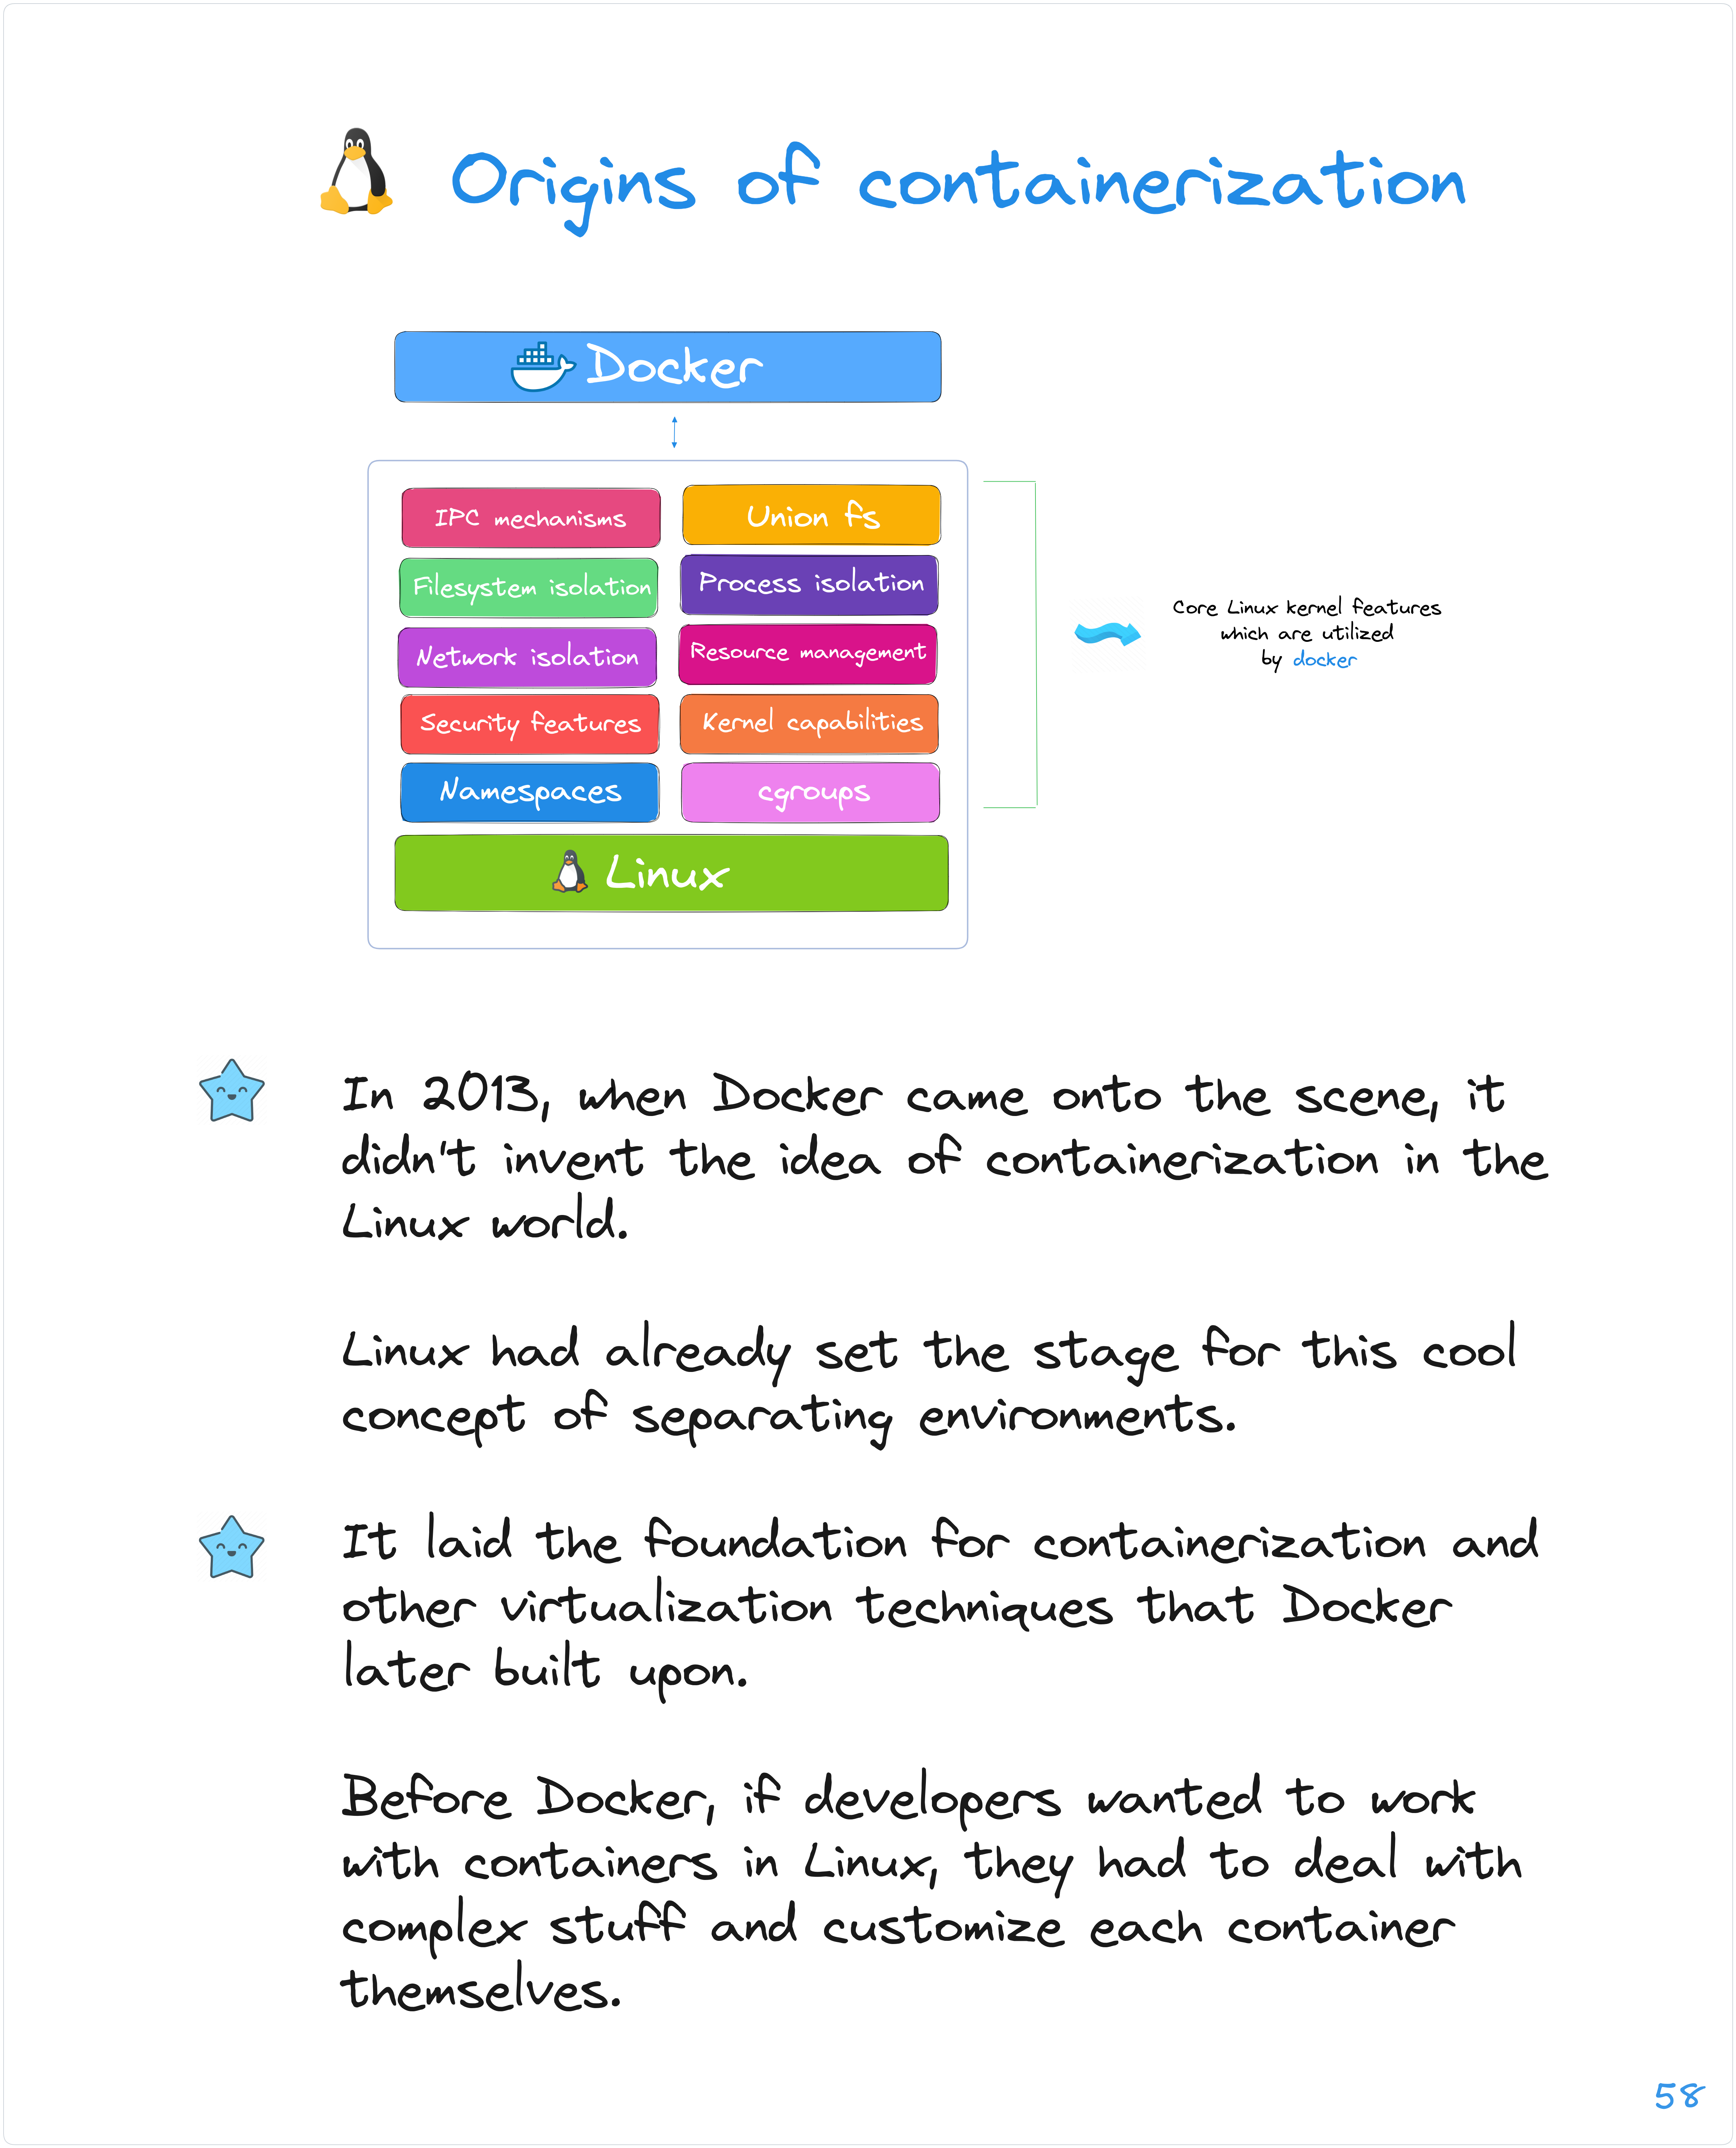 Origins of containerization
Docker
IPC mechanisms
Union fs
Filesystem isolation
Process isolation
Network isolation
Resource management
Security features
Kernel capabilities
Namespaces
cgroups
Linux
Core Linux kernel features
which are utilized
by docker
In 2013, when Docker came onto the scene, it
didn't invent the idea of containerization in the
Linux world.
Linux had already set the stage for this cool
concept of separating environments.
It laid the foundation for containerization and
other virtualization techniques that Docker
later built upon.
Before Docker, if developers wanted to work
with containers in Linux, they had to deal with
complex stuff and customize each container
themselves.
58